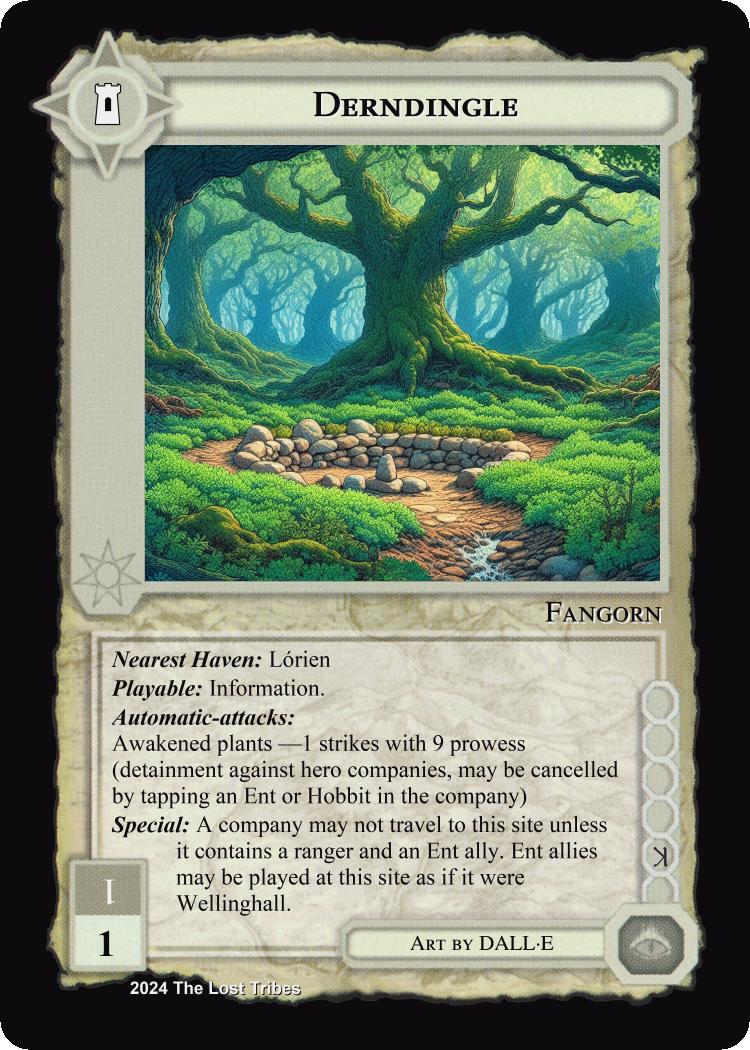 Derndingle
Fangorn
Nearest Haven: Lórien
Playable: Information.
Automatic-attacks:
Awakened plants —1 strikes with 9 prowess
(detainment against hero companies, may be cancelled
by tapping an Ent or Hobbit in the company)
Special: A company may not travel to this site unless
it contains a ranger and an Ent ally. Ent allies
may be played at this site as if it were
Wellinghall.
1
1
Art by DALL·E
2024 The Lost Tribes